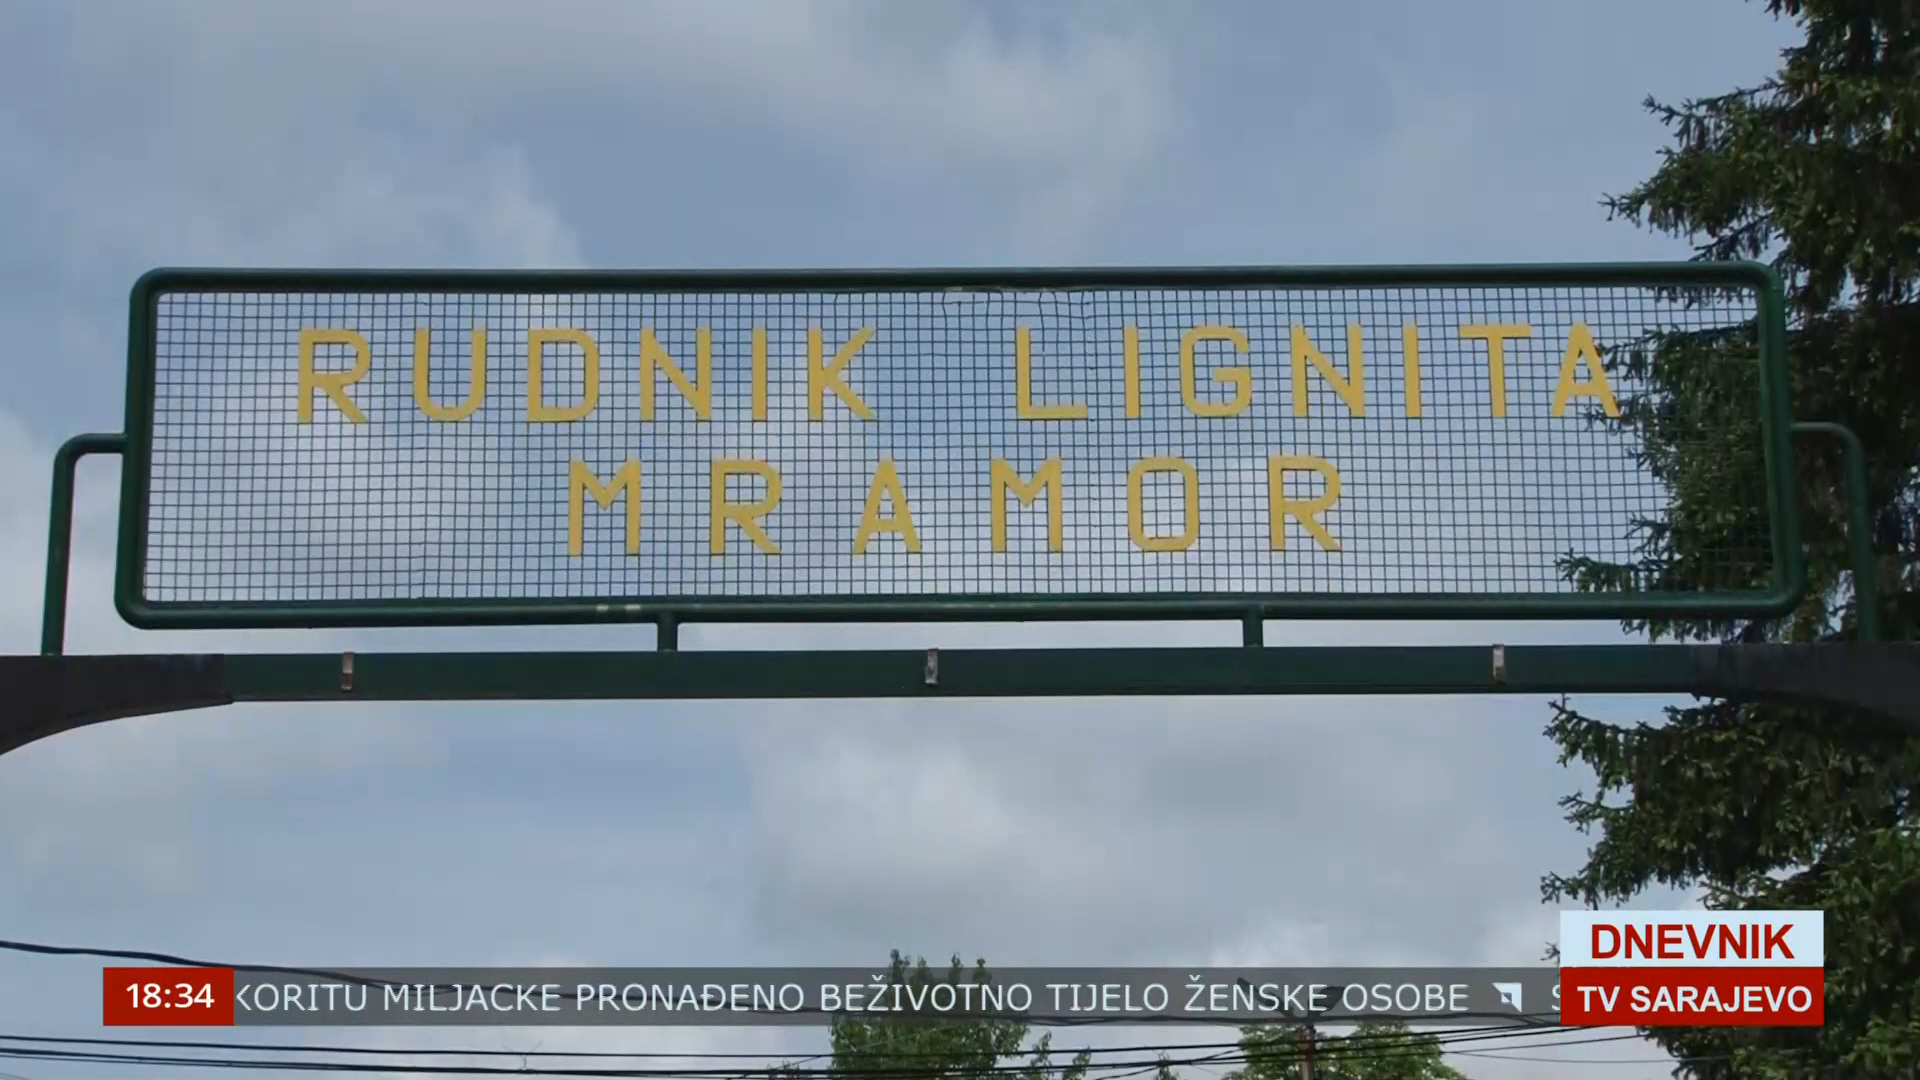 RUDNIK LIGNITA
MRAMOR
DNEVNIK
18:34 KORITU MILJACKE PRONAĐENO BEŽIVOTNO TIJELO ŽENSKE OSOBE
TV SARAJEVO